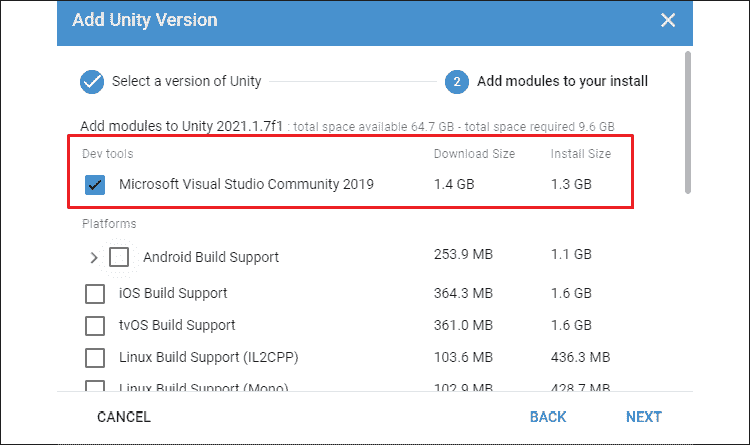 Add Unity Version
Select a version of Unity 2 Add modules to your install
Add modules to Unity 2021.1.7f1 : total space available 64.7 GB - total space required 9.6 GB
Dev tools Download Size Install Size
Microsoft Visual Studio Community 2019 1.4 GB 1.3 GB
Platforms
Android Build Support 253.9 MB 1.1 GB
iOS Build Support 364.3 MB 1.6 GB
tvOS Build Support 361.0 MB 1.6 GB
Linux Build Support (IL2CPP) 103.6 MB 436.3 MB
Linux Build Support (Mono) 102.9 MB 428.7 MB
CANCEL BACK NEXT